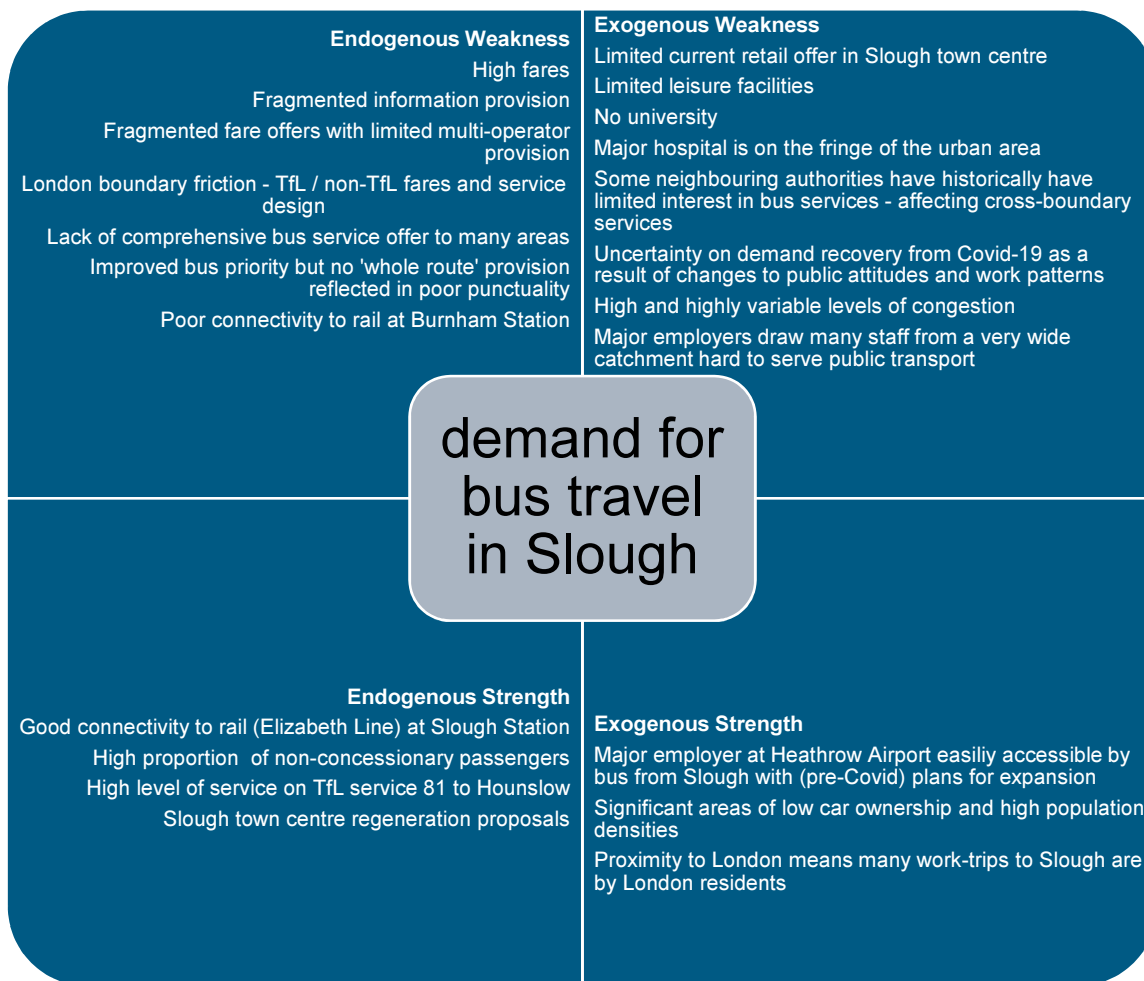 Endogenous Weakness
High fares
Fragmented information provision
Fragmented fare offers with limited multi-operator
provision
London boundary friction - TfL / non-TfL fares and service
design
Lack of comprehensive bus service offer to many areas
Improved bus priority but no 'whole route' provision
reflected in poor punctuality
Poor connectivity to rail at Burnham Station
Exogenous Weakness
Limited current retail offer in Slough town centre
Limited leisure facilities
No university
Major hospital is on the fringe of the urban area
Some neighbouring authorities have historically have
limited interest in bus services - affecting cross-boundary
services
Uncertainty on demand recovery from Covid-19 as a
result of changes to public attitudes and work patterns
High and highly variable levels of congestion
Major employers draw many staff from a very wide
catchment hard to serve public transport
demand for
bus travel
in Slough
Endogenous Strength
Good connectivity to rail (Elizabeth Line) at Slough Station
High proportion of non-concessionary passengers
High level of service on TfL service 81 to Hounslow
Slough town centre regeneration proposals
Exogenous Strength
Major employer at Heathrow Airport easiliy accessible by
bus from Slough with (pre-Covid) plans for expansion
Significant areas of low car ownership and high population
densities
Proximity to London means many work-trips to Slough are
by London residents